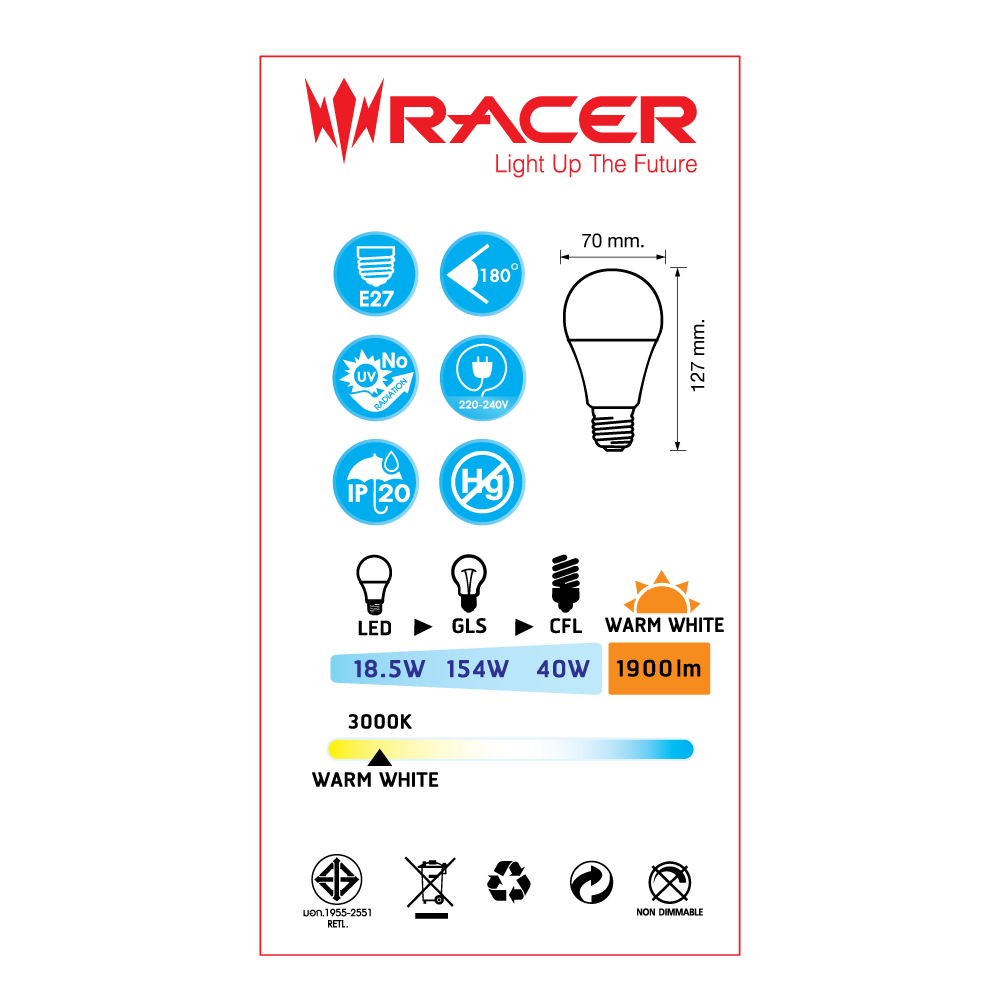 RACER
Light Up The Future
E27
180°
70 mm.
127 mm.
UV No
RADIATION
220-240V
IP 20
Hg
LED GLS CFL WARM WHITE
18.5W 154W 40W 1900lm
3000K
WARM WHITE
มอก.1955-2551
RETL.
NON DIMMABLE